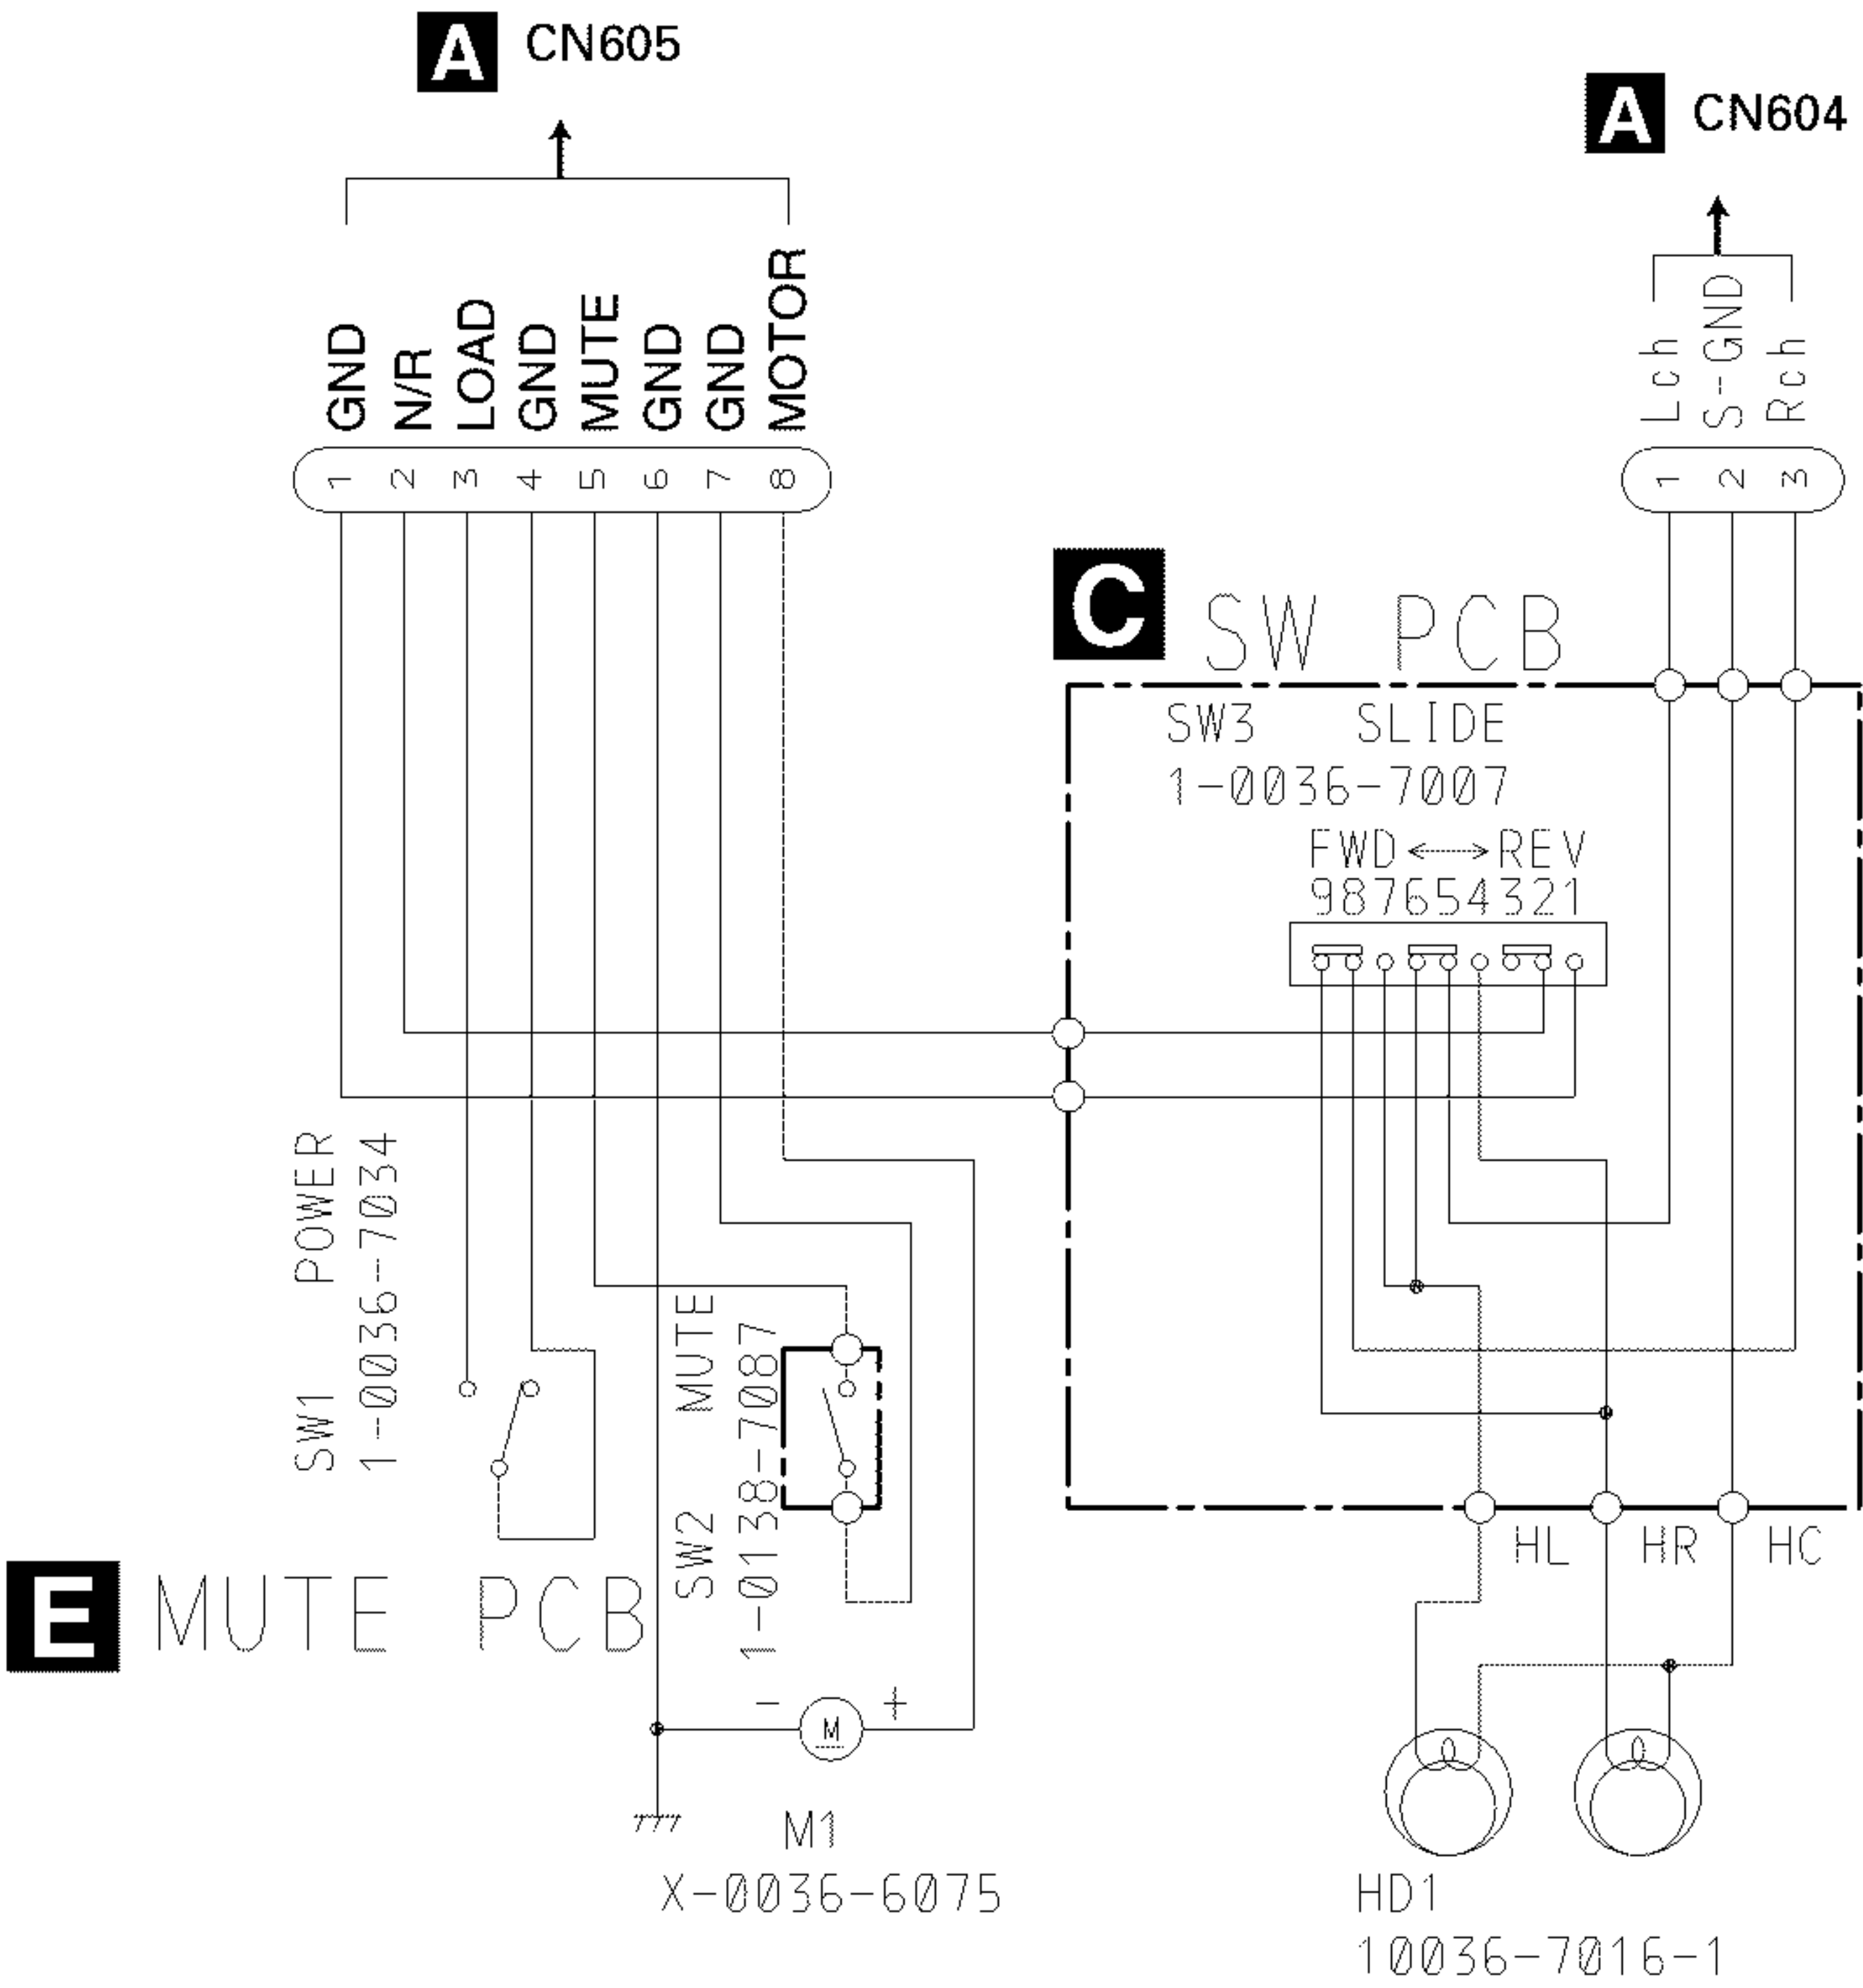 A CN605
A CN604
GND
N/R
LOAD
GND
MUTE
GND
GND
MOTOR
1 2 3 4 5 6 7 8
Lch
S-GND
Rch
1 2 3
C SW PCB
SW3 SLIDE
1-0036-7007
FWD <--> REV
987654321
SW1 POWER
1-0036-7034
SW2 MUTE
1-0138-7087
HL HR HC
E MUTE PCB
- +
M
M1
X-0036-6075
HD1
10036-7016-1